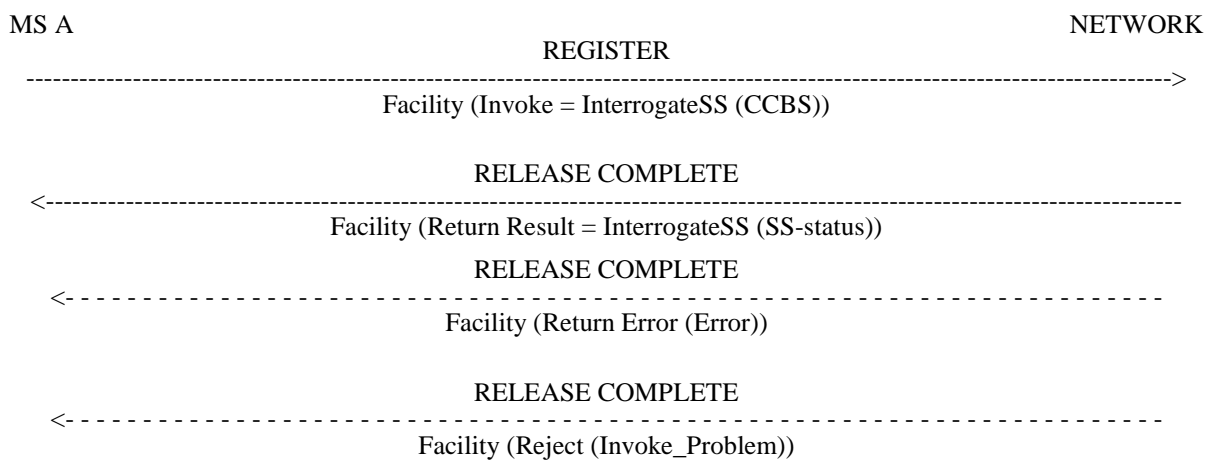 MS A NETWORK
REGISTER
------------------------------------------------------------------------------------------------------------------------------------>
Facility (Invoke = InterrogateSS (CCBS))
RELEASE COMPLETE
<------------------------------------------------------------------------------------------------------------------------------------
Facility (Return Result = InterrogateSS (SS-status))
RELEASE COMPLETE
<- - - - - - - - - - - - - - - - - - - - - - - - - - - - - - - - - - - - - - - - - - - - - - - - - - - - - - - - - - - - - - - - - - - - - - - -
Facility (Return Error (Error))
RELEASE COMPLETE
<- - - - - - - - - - - - - - - - - - - - - - - - - - - - - - - - - - - - - - - - - - - - - - - - - - - - - - - - - - - - - - - - - - - - - - - -
Facility (Reject (Invoke_Problem))